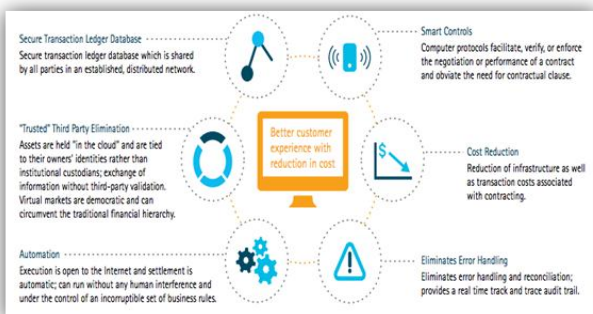 Secure Transaction Ledger Database
Secure transaction ledger database which is shared
by all parties in an established, distributed network.
"Trusted" Third Party Elimination
Assets are held "in the cloud" and are tied
to their owners' identities rather than
institutional custodians; exchange of
information without third-party validation.
Virtual markets are democratic and can
circumvent the traditional financial hierarchy.
Automation
Execution is open to the Internet and settlement is
automatic; can run without any human interference
and under the control of an incorruptible set of
business rules.
Better customer
experience with
reduction in cost
Smart Controls
Computer protocols facilitate, verify, or enforce
the negotiation or performance of a contract
and obviate the need for contractual clause.
$
Cost Reduction
Reduction of infrastructure as well
as transaction costs associated
with contracting.
Eliminates Error Handling
Eliminates error handling and reconciliation;
provides a real time track and trace audit trail.